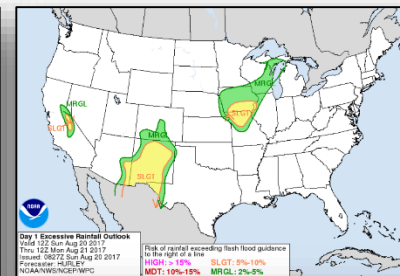 MRGL
MRGL
SLGT
SLGT
MRGL
SLGT
NOAA
Day 1 Excessive Rainfall Outlook
Valid 12Z Sun Aug 20 2017
Thru 12Z Mon Aug 21 2017
Issued: 0827Z Sun Aug 20 2017
Forecaster: HURLEY
NOAA/NWS/NCEP/WPC
Risk of rainfall exceeding flash flood guidance
to the right of a line
HIGH: > 15% SLGT: 5%-10%
MDT: 10%-15% MRGL: 2%-5%